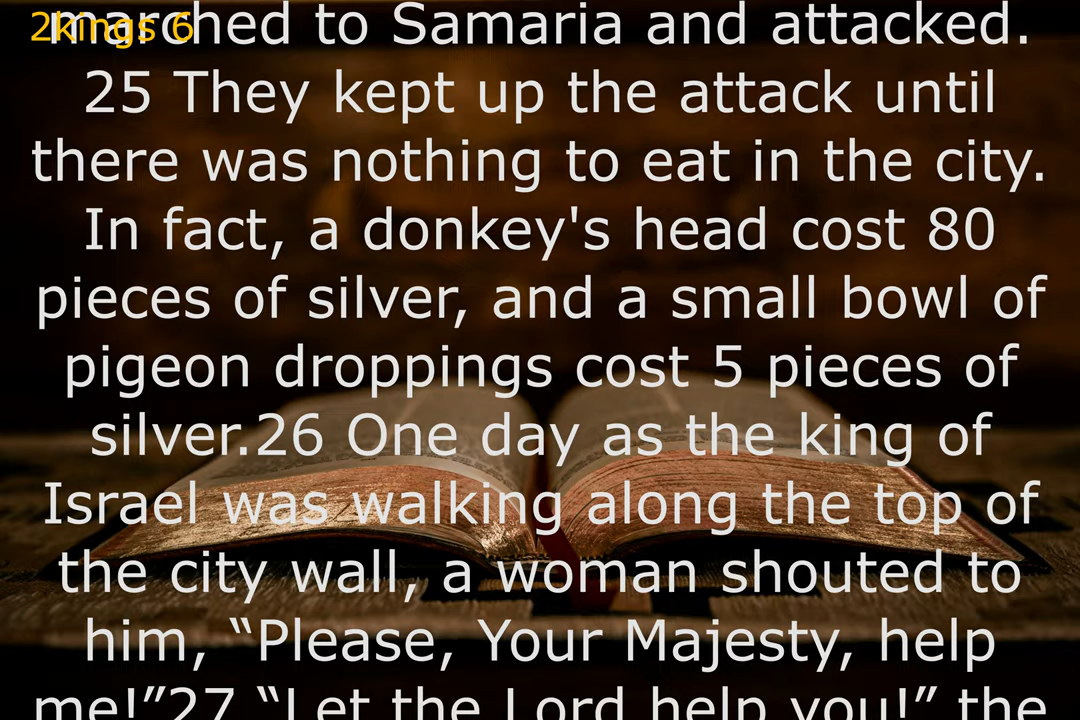 2kings 6
marched to Samaria and attacked.
25 They kept up the attack until
there was nothing to eat in the city.
In fact, a donkey's head cost 80
pieces of silver, and a small bowl of
pigeon droppings cost 5 pieces of
silver.26 One day as the king of
Israel was walking along the top of
the city wall, a woman shouted to
him, “Please, Your Majesty, help
me!”27 “Let the Lord help you!” the